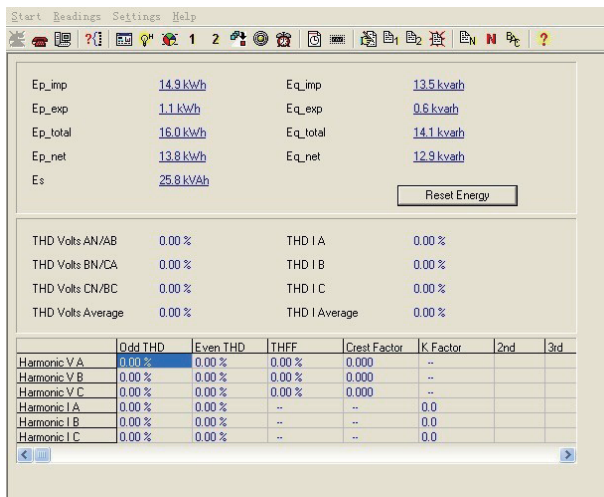 Start Readings Settings Help
?{} 1 2 1 2 N N ?
Ep_imp 14.9 kWh Eq_imp 13.5 kvarh
Ep_exp 1.1 kWh Eq_exp 0.6 kvarh
Ep_total 16.0 kWh Eq_total 14.1 kvarh
Ep_net 13.8 kWh Eq_net 12.9 kvarh
Es 25.8 kVAh
Reset Energy
THD Volts AN/AB 0.00 % THD I A 0.00 %
THD Volts BN/CA 0.00 % THD I B 0.00 %
THD Volts CN/BC 0.00 % THD I C 0.00 %
THD Volts Average 0.00 % THD I Average 0.00 %
Odd THD Even THD THFF Crest Factor K Factor 2nd 3rd
Harmonic V A 0.00 % 0.00 % 0.00 % 0.000 --
Harmonic V B 0.00 % 0.00 % 0.00 % 0.000 --
Harmonic V C 0.00 % 0.00 % 0.00 % 0.000 --
Harmonic I A 0.00 % 0.00 % -- -- 0.0
Harmonic I B 0.00 % 0.00 % -- -- 0.0
Harmonic I C 0.00 % 0.00 % -- -- 0.0